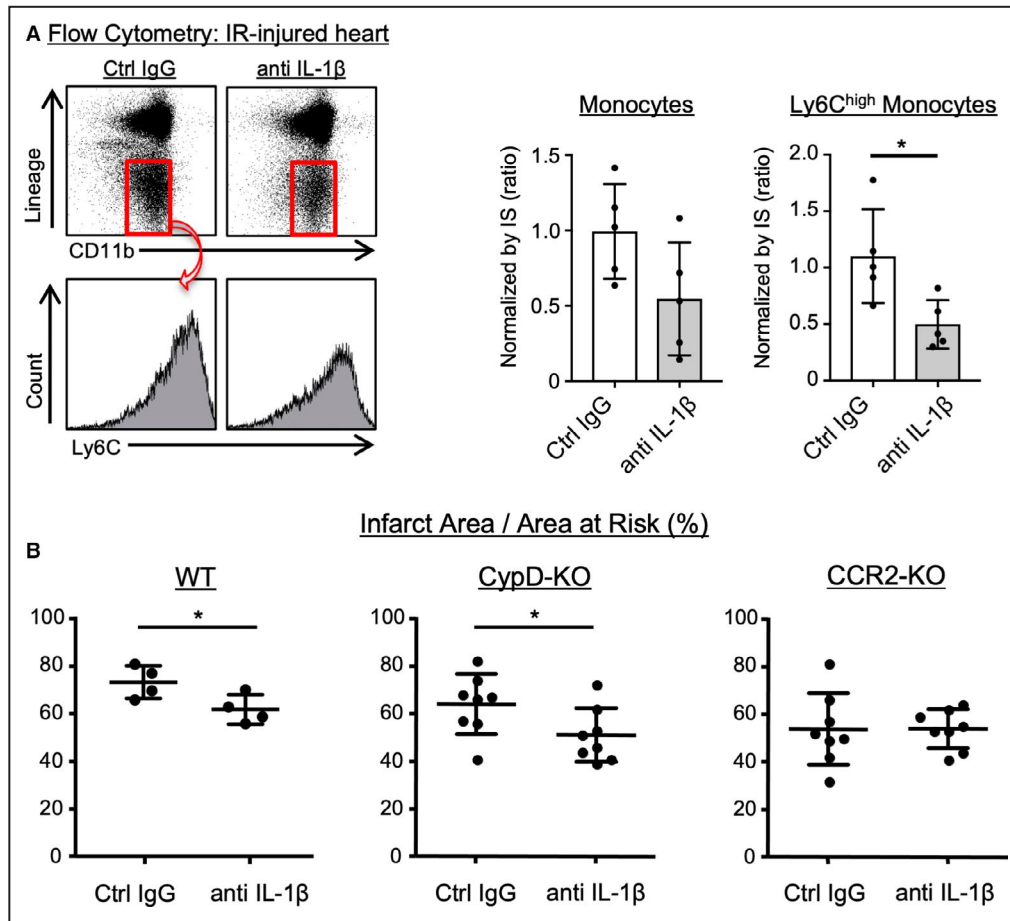 A Flow Cytometry: IR-injured heart
Ctrl IgG
anti IL-1β
Lineage
CD11b
Count
Ly6C
Monocytes
Normalized by IS (ratio)
1.5
1.0
0.5
0
Ctrl IgG
anti IL-1β
Ly6Chigh Monocytes
*
Normalized by IS (ratio)
2.0
1.5
1.0
0.5
0
Ctrl IgG
anti IL-1β
Infarct Area / Area at Risk (%)
B
WT
*
100
80
60
40
20
0
Ctrl IgG
anti IL-1β
CypD-KO
*
100
80
60
40
20
0
Ctrl IgG
anti IL-1β
CCR2-KO
100
80
60
40
20
0
Ctrl IgG
anti IL-1β